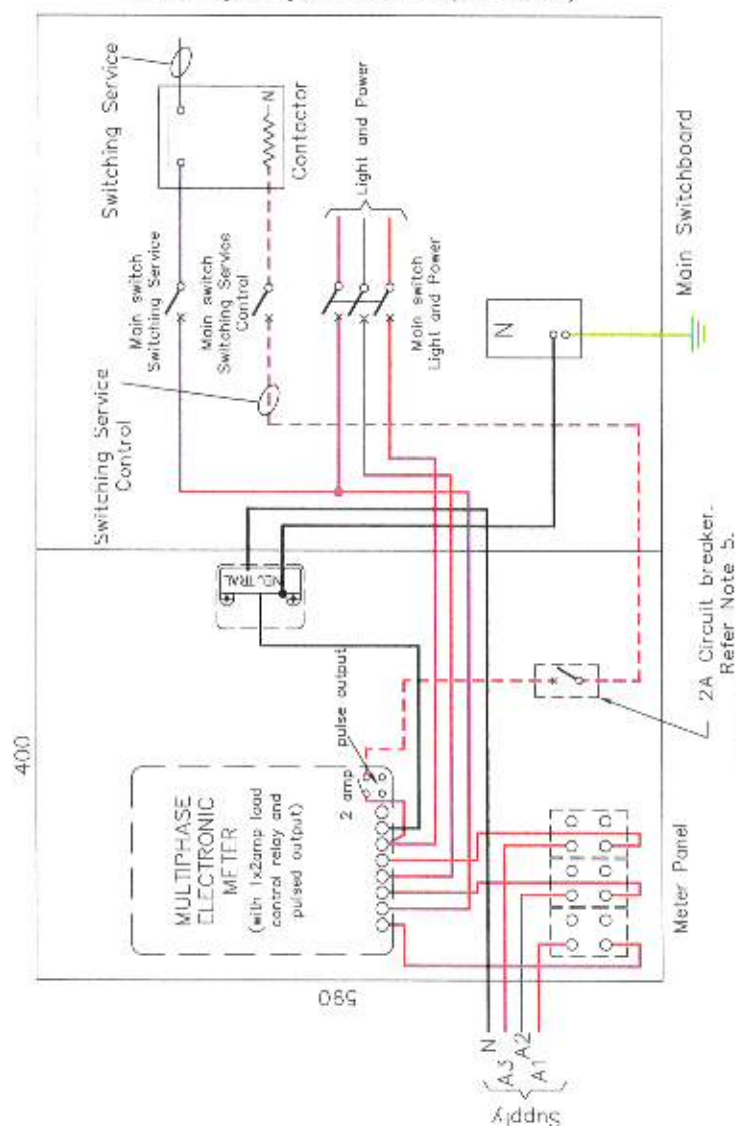 400
580
MULTIPHASE
ELECTRONIC
METER
(with 1x2amp load
control relay and
pulsed output)
2 amp
pulse output
NEUTRAL
Supply
N
A3
A2
A1
Meter Panel
2A Circuit breaker.
Refer Note 5.
Switching Service
Control
Main switch
Switching Service
Main switch
Switching Service
Control
Main switch
Light and Power
Switching Service
N
Contactor
Light and Power
N
Main Switchboard